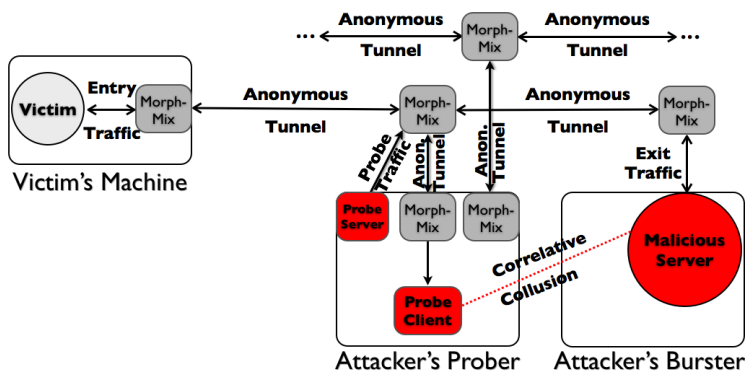 ... Anonymous Tunnel Morph-Mix Anonymous Tunnel ...
Victim
Entry Traffic
Morph-Mix
Anonymous Tunnel
Morph-Mix
Anonymous Tunnel
Morph-Mix
Victim's Machine
Probe Traffic
Anon. Tunnel
Anon. Tunnel
Exit Traffic
Probe Server
Morph-Mix
Morph-Mix
Malicious Server
Correlative Collusion
Probe Client
Attacker's Prober
Attacker's Burster